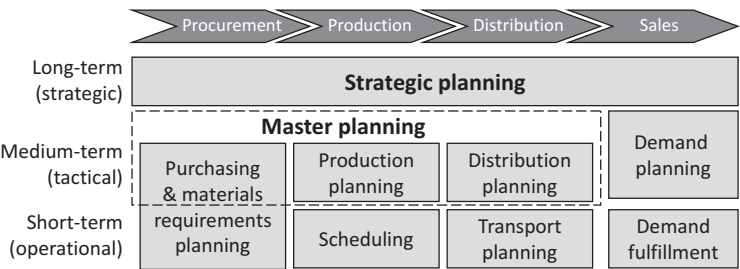 Procurement Production Distribution Sales
Long-term
(strategic)
Strategic planning
Master planning
Medium-term
(tactical)
Purchasing
& materials
requirements
planning
Production
planning
Distribution
planning
Demand
planning
Short-term
(operational)
Scheduling
Transport
planning
Demand
fulfillment